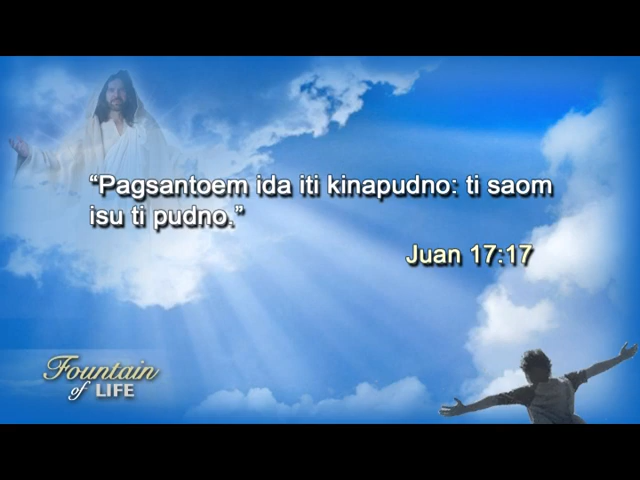 “Pagsantoem ida iti kinapudno: ti saom
isu ti pudno.”
Juan 17:17
Fountain
of LIFE